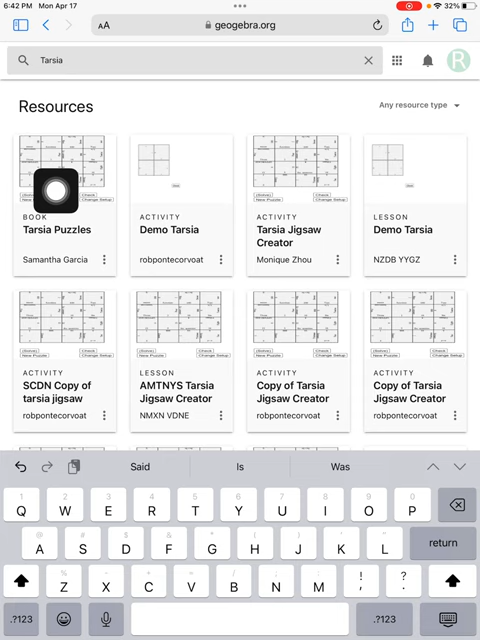 6:42 PM Mon Apr 17
32%
AA
geogebra.org
Tarsia
R
Resources
Any resource type
BOOK
Tarsia Puzzles
Samantha Garcia
ACTIVITY
Demo Tarsia
robpontecorvoat
ACTIVITY
Tarsia Jigsaw
Creator
Monique Zhou
LESSON
Demo Tarsia
NZDB YYGZ
ACTIVITY
SCDN Copy of
tarsia jigsaw
robpontecorvoat
LESSON
AMTNYS Tarsia
Jigsaw Creator
NMXN VDNE
ACTIVITY
Copy of Tarsia
Jigsaw Creator
robpontecorvoat
ACTIVITY
Copy of Tarsia
Jigsaw Creator
robpontecorvoat
Said Is Was
1 2 3 4 5 6 7 8 9 0
Q W E R T Y U I O P
@ # $ & * ( ) ' "
A S D F G H J K L return
% - + = / ; : ! ?
Z X C V B N M , .
.?123 .?123